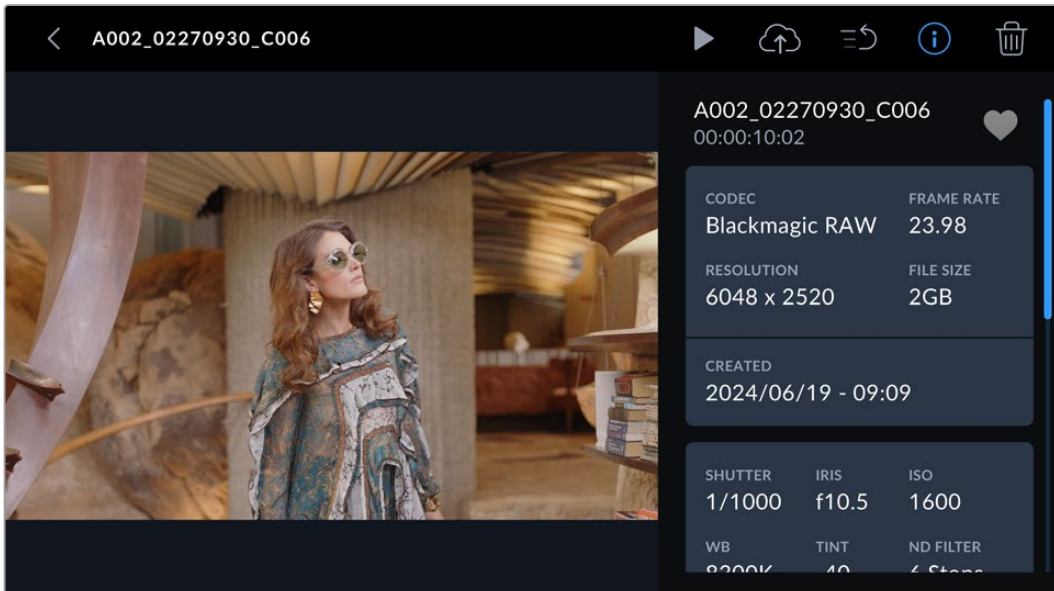 A002_02270930_C006
A002_02270930_C006
00:00:10:02
CODEC FRAME RATE
Blackmagic RAW 23.98
RESOLUTION FILE SIZE
6048 x 2520 2GB
CREATED
2024/06/19 - 09:09
SHUTTER IRIS ISO
1/1000 f10.5 1600
WB TINT ND FILTER